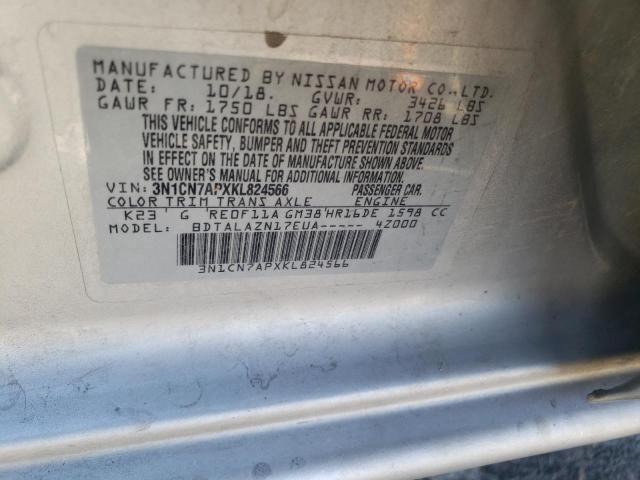 MANUFACTURED BY NISSAN MOTOR CO.,LTD.
DATE: 10/18. GVWR: 3426 LBS
GAWR FR: 1750 LBS GAWR RR: 1708 LBS
THIS VEHICLE CONFORMS TO ALL APPLICABLE FEDERAL MOTOR
VEHICLE SAFETY, BUMPER AND THEFT PREVENTION STANDARDS
IN EFFECT ON THE DATE OF MANUFACTURE SHOWN ABOVE.
SEE OWNER'S MANUAL FOR ADDITIONAL INFORMATION.
VIN: 3N1CN7APXKL824566 PASSENGER CAR.
COLOR TRIM TRANS AXLE ENGINE
K23 G RE0F11A GM38 HR16DE 1598 CC
MODEL: BDTALAZN17EUA----- 4Z000
3N1CN7APXKL824566